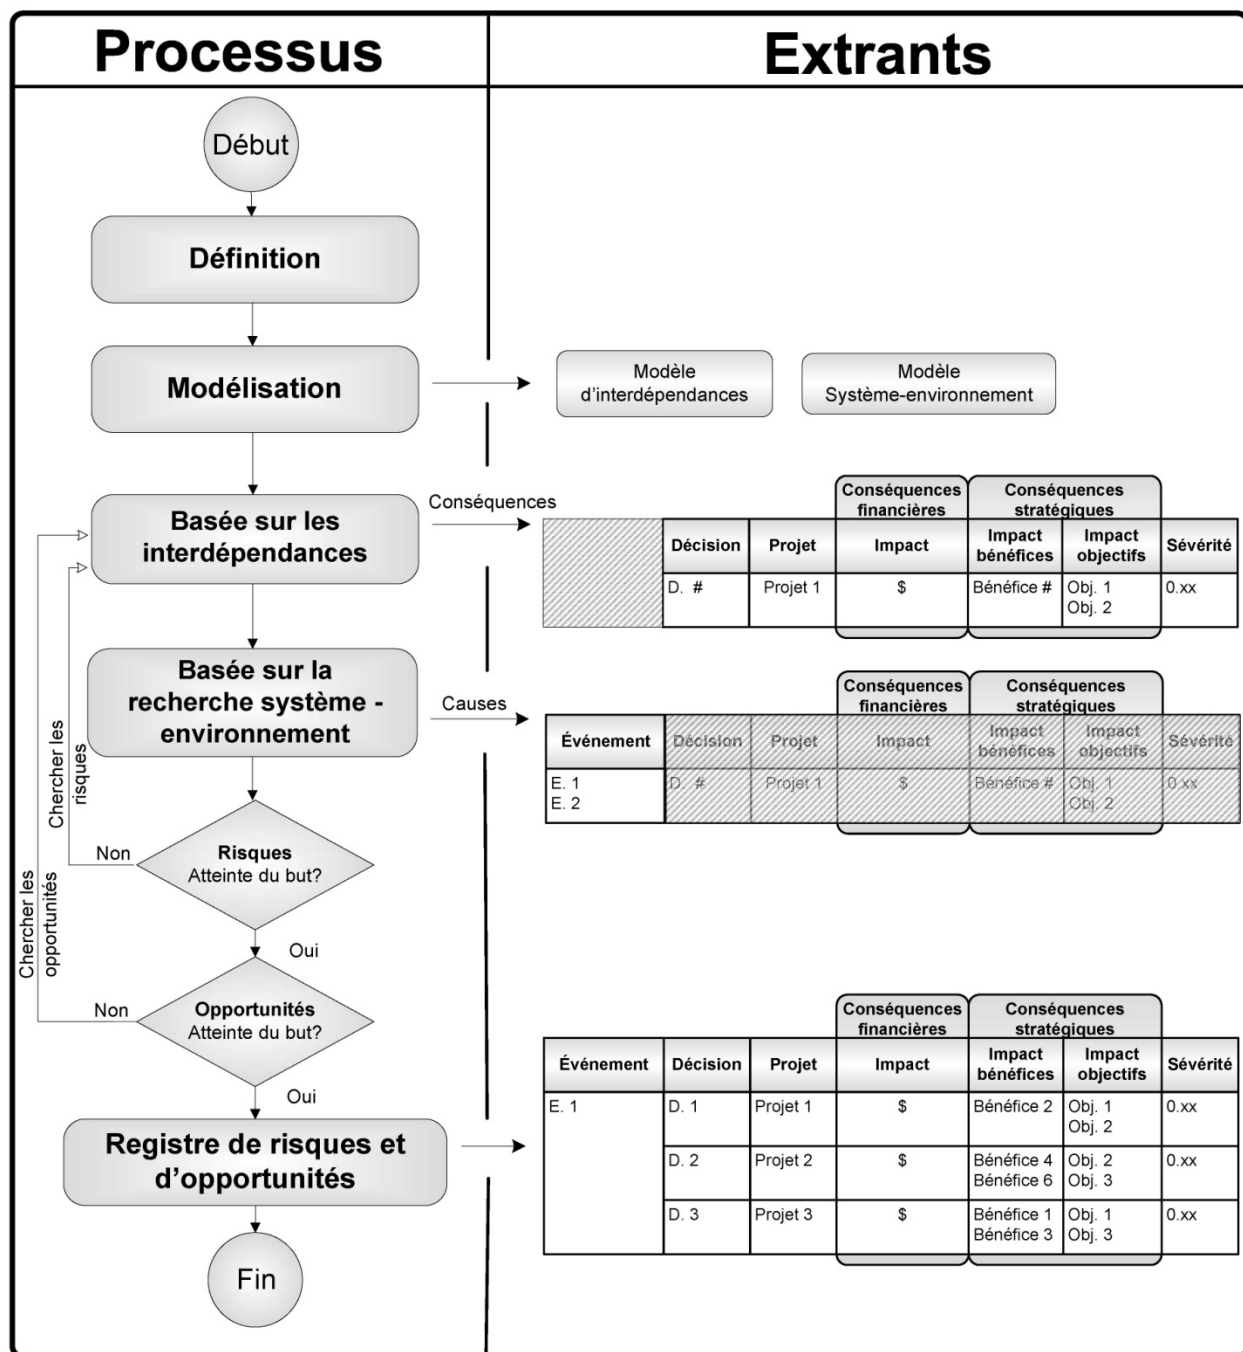 Processus
Extrants
Début
Définition
Modélisation
Modèle
d'interdépendances
Modèle
Système-environnement
Basée sur les
interdépendances
Conséquences
Conséquences
financières
Conséquences
stratégiques
Décision
Projet
Impact
Impact
bénéfices
Impact
objectifs
Sévérité
D. #
Projet 1
$
Bénéfice #
Obj. 1
Obj. 2
0.xx
Basée sur la
recherche système -
environnement
Causes
Conséquences
financières
Conséquences
stratégiques
Événement
Décision
Projet
Impact
Impact
bénéfices
Impact
objectifs
Sévérité
E. 1
E. 2
D. #
Projet 1
$
Bénéfice #
Obj. 1
Obj. 2
0.xx
Chercher les
risques
Chercher les
opportunités
Non
Risques
Atteinte du but?
Oui
Non
Opportunités
Atteinte du but?
Oui
Conséquences
financières
Conséquences
stratégiques
Événement
Décision
Projet
Impact
Impact
bénéfices
Impact
objectifs
Sévérité
E. 1
D. 1
Projet 1
$
Bénéfice 2
Obj. 1
Obj. 2
0.xx
D. 2
Projet 2
$
Bénéfice 4
Bénéfice 6
Obj. 2
Obj. 3
0.xx
D. 3
Projet 3
$
Bénéfice 1
Bénéfice 3
Obj. 1
Obj. 3
0.xx
Registre de risques et
d'opportunités
Fin